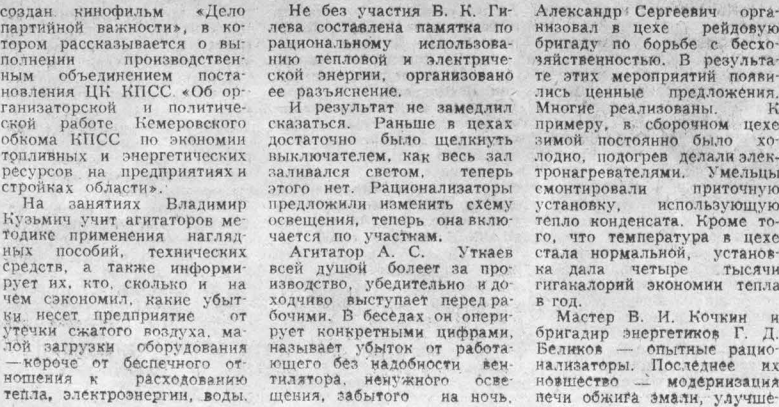 создан кинофильм «Дело
партийной важности», в ко-
тором рассказывается о вы-
полнении производствен-
ным объединением поста-
новления ЦК КПСС «Об ор-
ганизаторской и политиче-
ской работе Кемеровского
обкома КПСС по экономии
топливных и энергетических
ресурсов на предприятиях и
стройках области».
На занятиях Владимир
Кузьмич учит агитаторов ме-
тодике применения нагляд-
ных пособий, технических
средств, а также информи-
рует их, кто, сколько и на
чем сэкономил, какие убыт-
ки несет предприятие от
утечки сжатого воздуха, ма-
лой загрузки оборудования
—короче от беспечного от-
ношения к расходованию
тепла, электроэнергии, воды.
Не без участия В. К. Ги-
лева составлена памятка по
рациональному использова-
нию тепловой и электриче-
ской энергии, организовано
ее разъяснение.
И результат не замедлил
сказаться. Раньше в цехах
достаточно было щелкнуть
выключателем, как весь зал
заливался светом, теперь
этого нет. Рационализаторы
предложили изменить схему
освещения, теперь она вклю-
чается по участкам.
Агитатор А. С. Уткаев
всей душой болеет за про-
изводство, убедительно и до-
ходчиво выступает перед ра-
бочими. В беседах он опери-
рует конкретными цифрами,
называет убыток от работа-
ющего без надобности вен-
тилятора, ненужного осве-
щения, забытого на ночь.
Александр Сергеевич орга-
низовал в цехе рейдовую
бригаду по борьбе с бесхо-
зяйственностью. В результа-
те этих мероприятий появи-
лись ценные предложения.
Многие реализованы. К
примеру, в сборочном цехе
зимой постоянно было хо-
лодно, подогрев делали элек-
тронагревателями. Умельцы
смонтировали приточную
установку, использующую
тепло конденсата. Кроме то-
го, что температура в цехе
стала нормальной, установ-
ка дала четыре тысячи
гигакалорий экономии тепла
в год.
Мастер В. И. Кочкин и
бригадир энергетиков Г. Д.
Беликов — опытные рацио-
нализаторы. Последнее их
новшество — модернизация
печи обжига эмали, улучше-